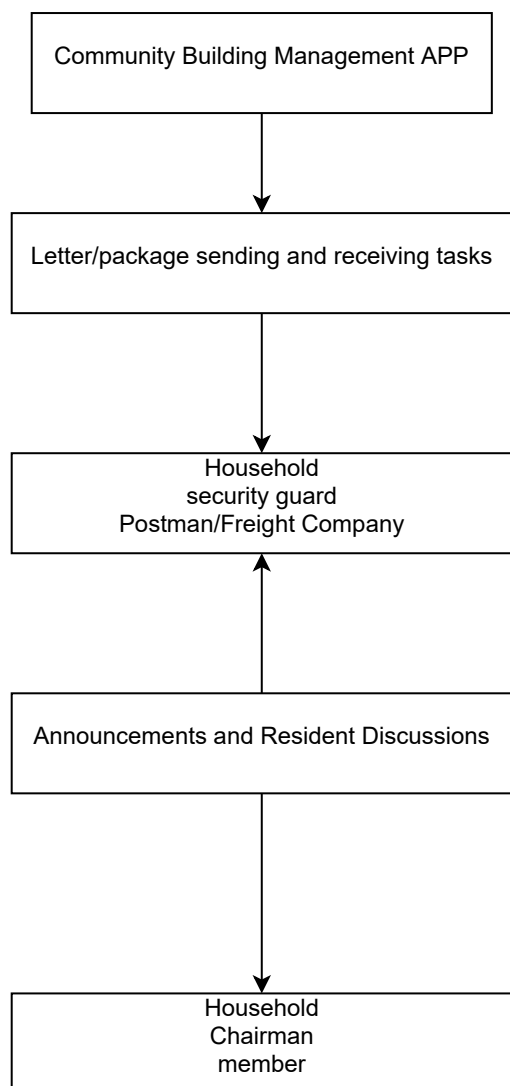 Community Building Management APP
Letter/package sending and receiving tasks
Household
security guard
Postman/Freight Company
Announcements and Resident Discussions
Household
Chairman
member